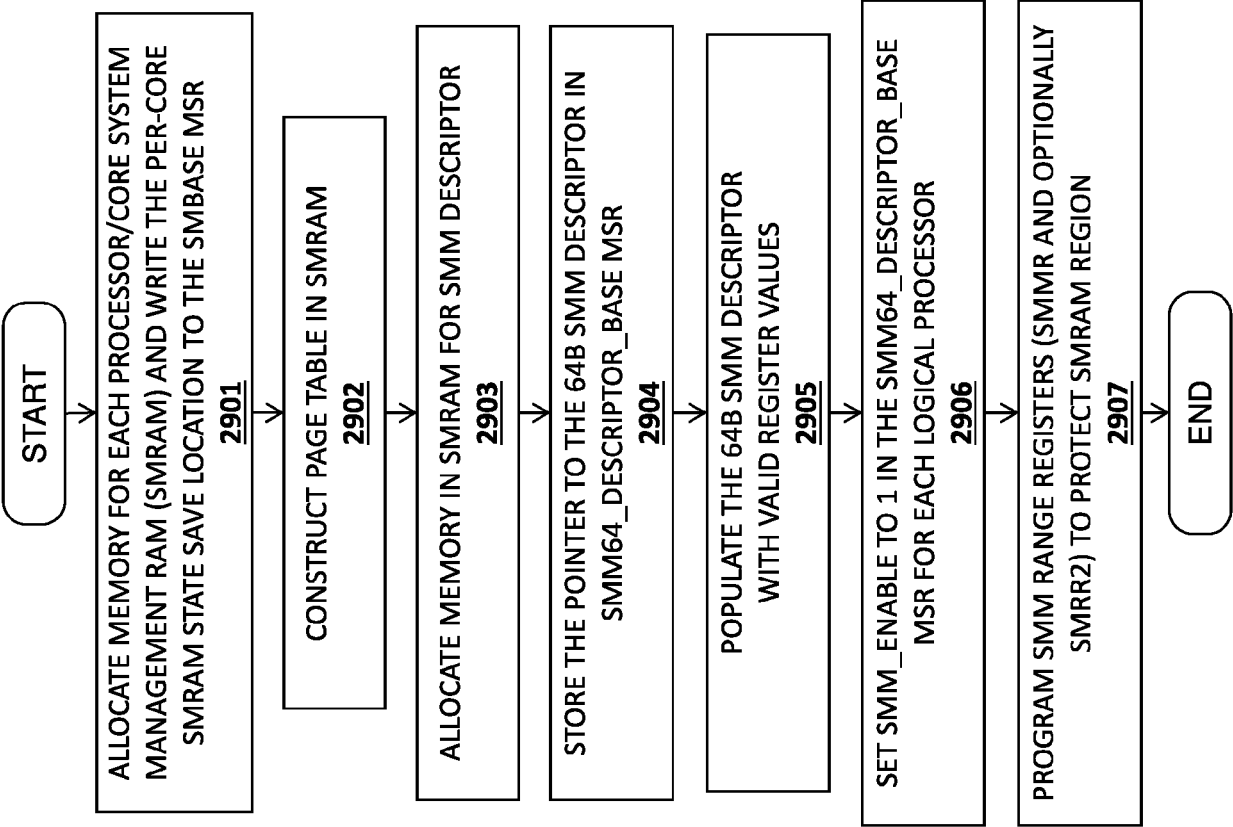 START
ALLOCATE MEMORY FOR EACH PROCESSOR/CORE SYSTEM
MANAGEMENT RAM (SMRAM) AND WRITE THE PER-CORE
SMRAM STATE SAVE LOCATION TO THE SMBASE MSR
2901
CONSTRUCT PAGE TABLE IN SMRAM
2902
ALLOCATE MEMORY IN SMRAM FOR SMM DESCRIPTOR
2903
STORE THE POINTER TO THE 64B SMM DESCRIPTOR IN
SMM64_DESCRIPTOR_BASE MSR
2904
POPULATE THE 64B SMM DESCRIPTOR
WITH VALID REGISTER VALUES
2905
SET SMM_ENABLE TO 1 IN THE SMM64_DESCRIPTOR_BASE
MSR FOR EACH LOGICAL PROCESSOR
2906
PROGRAM SMM RANGE REGISTERS (SMMR AND OPTIONALLY
SMRR2) TO PROTECT SMRAM REGION
2907
END